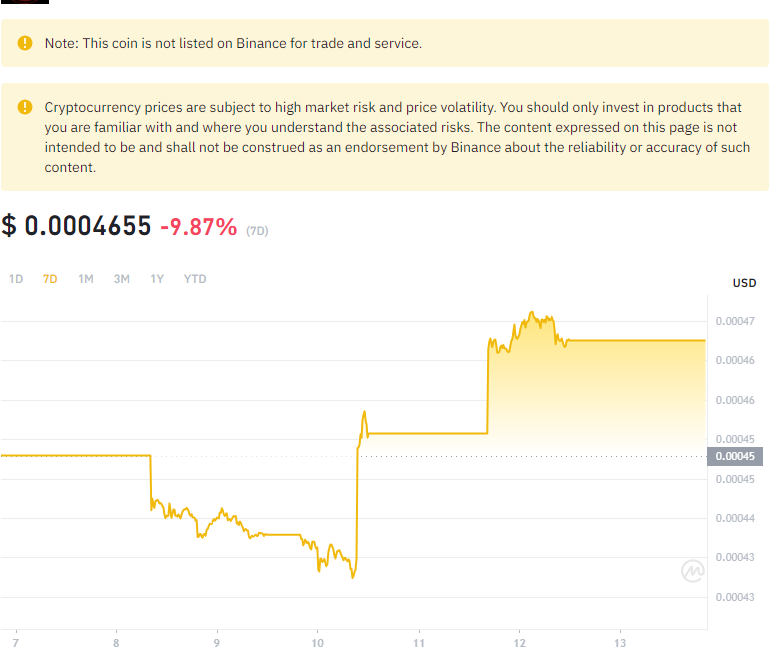 Note: This coin is not listed on Binance for trade and service.
Cryptocurrency prices are subject to high market risk and price volatility. You should only invest in products that
you are familiar with and where you understand the associated risks. The content expressed on this page is not
intended to be and shall not be construed as an endorsement by Binance about the reliability or accuracy of such
content.
$ 0.0004655 -9.87% (7D)
1D 7D 1M 3M 1Y YTD
USD
0.00047
0.00046
0.00046
0.00045
0.00045
0.00045
0.00044
0.00043
0.00043
7 8 9 10 11 12 13